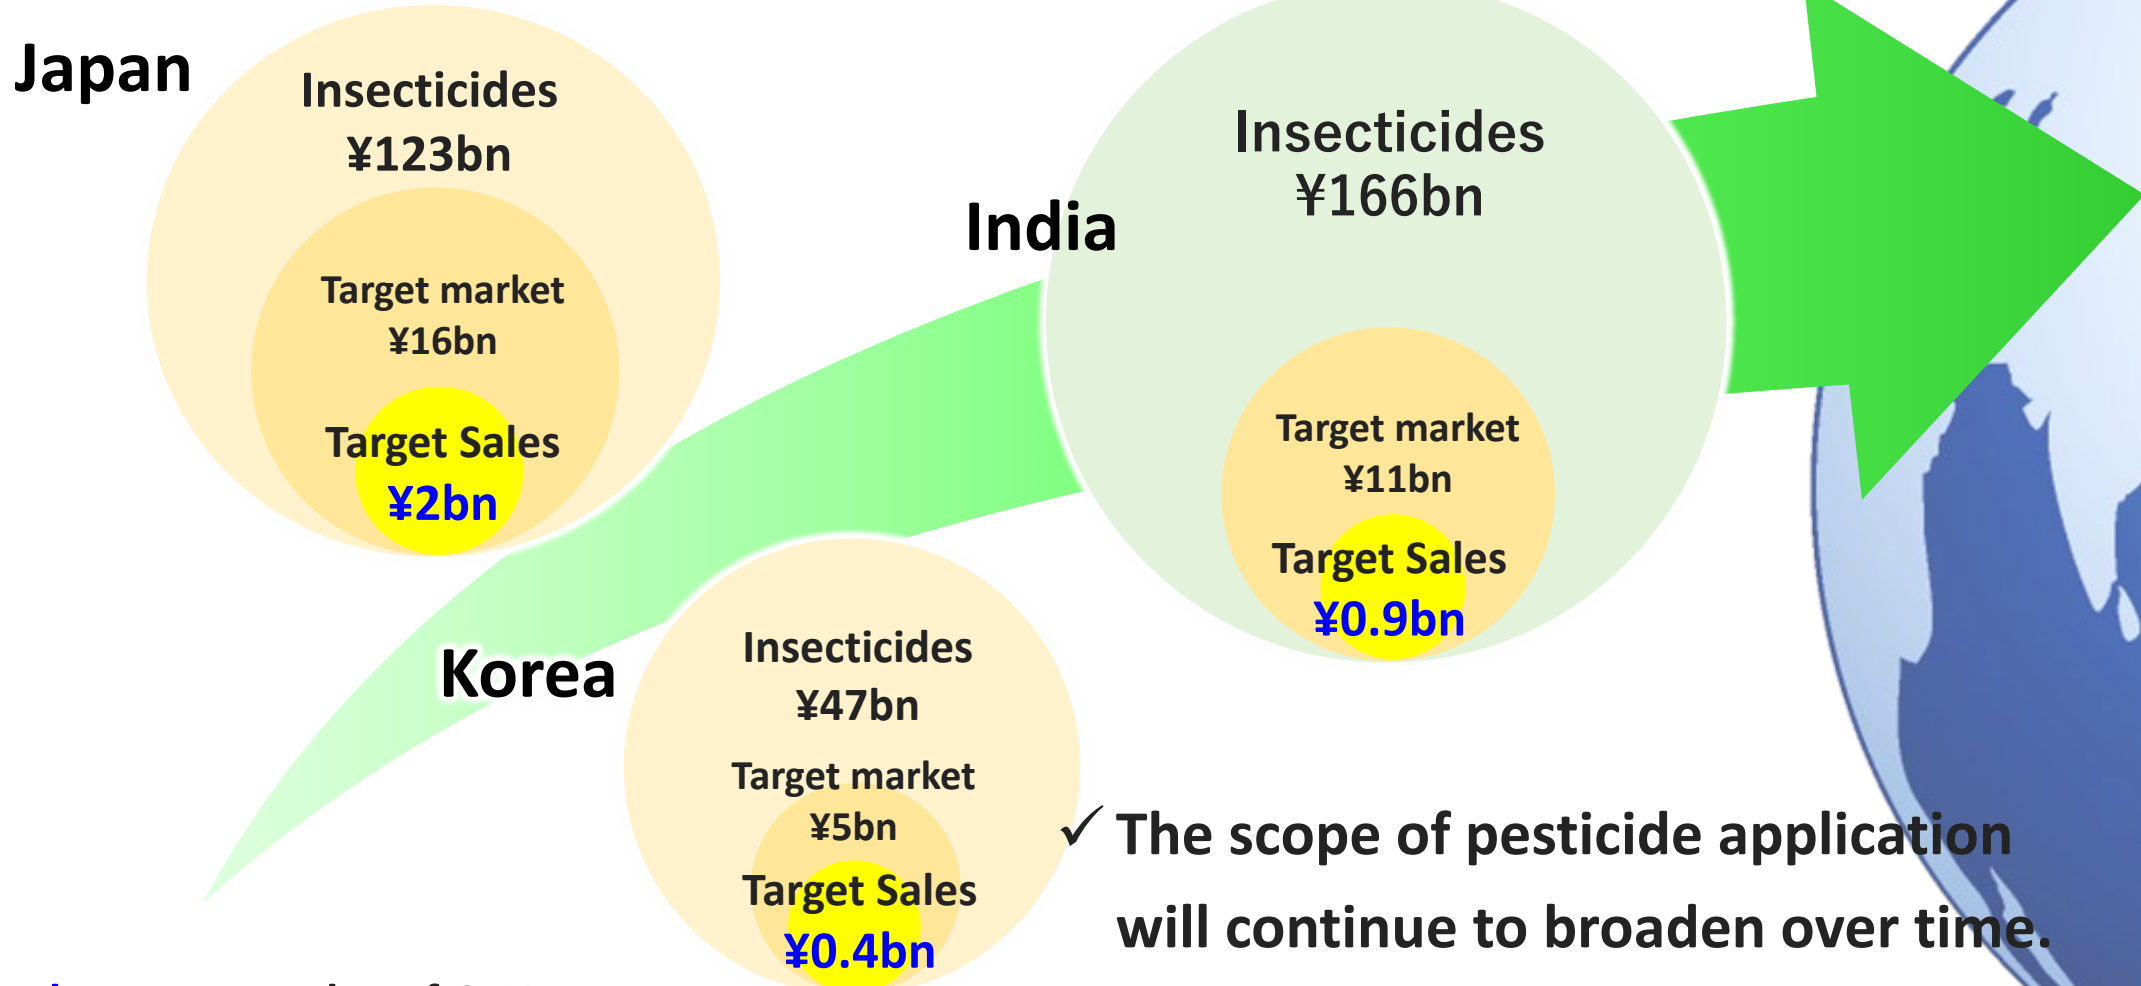 Japan
Insecticides
¥123bn
Target market
¥16bn
Target Sales
¥2bn
India
Insecticides
¥166bn
Target market
¥11bn
Target Sales
¥0.9bn
Korea
Insecticides
¥47bn
Target market
¥5bn
Target Sales
¥0.4bn
✓ The scope of pesticide application
will continue to broaden over time.